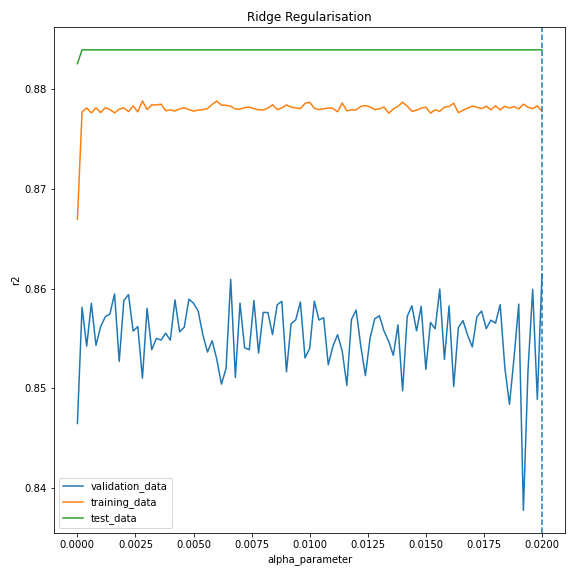 Ridge Regularisation
0.88
0.87
0.86
0.85
0.84
r2
validation_data
training_data
test_data
0.0000 0.0025 0.0050 0.0075 0.0100 0.0125 0.0150 0.0175 0.0200
alpha_parameter